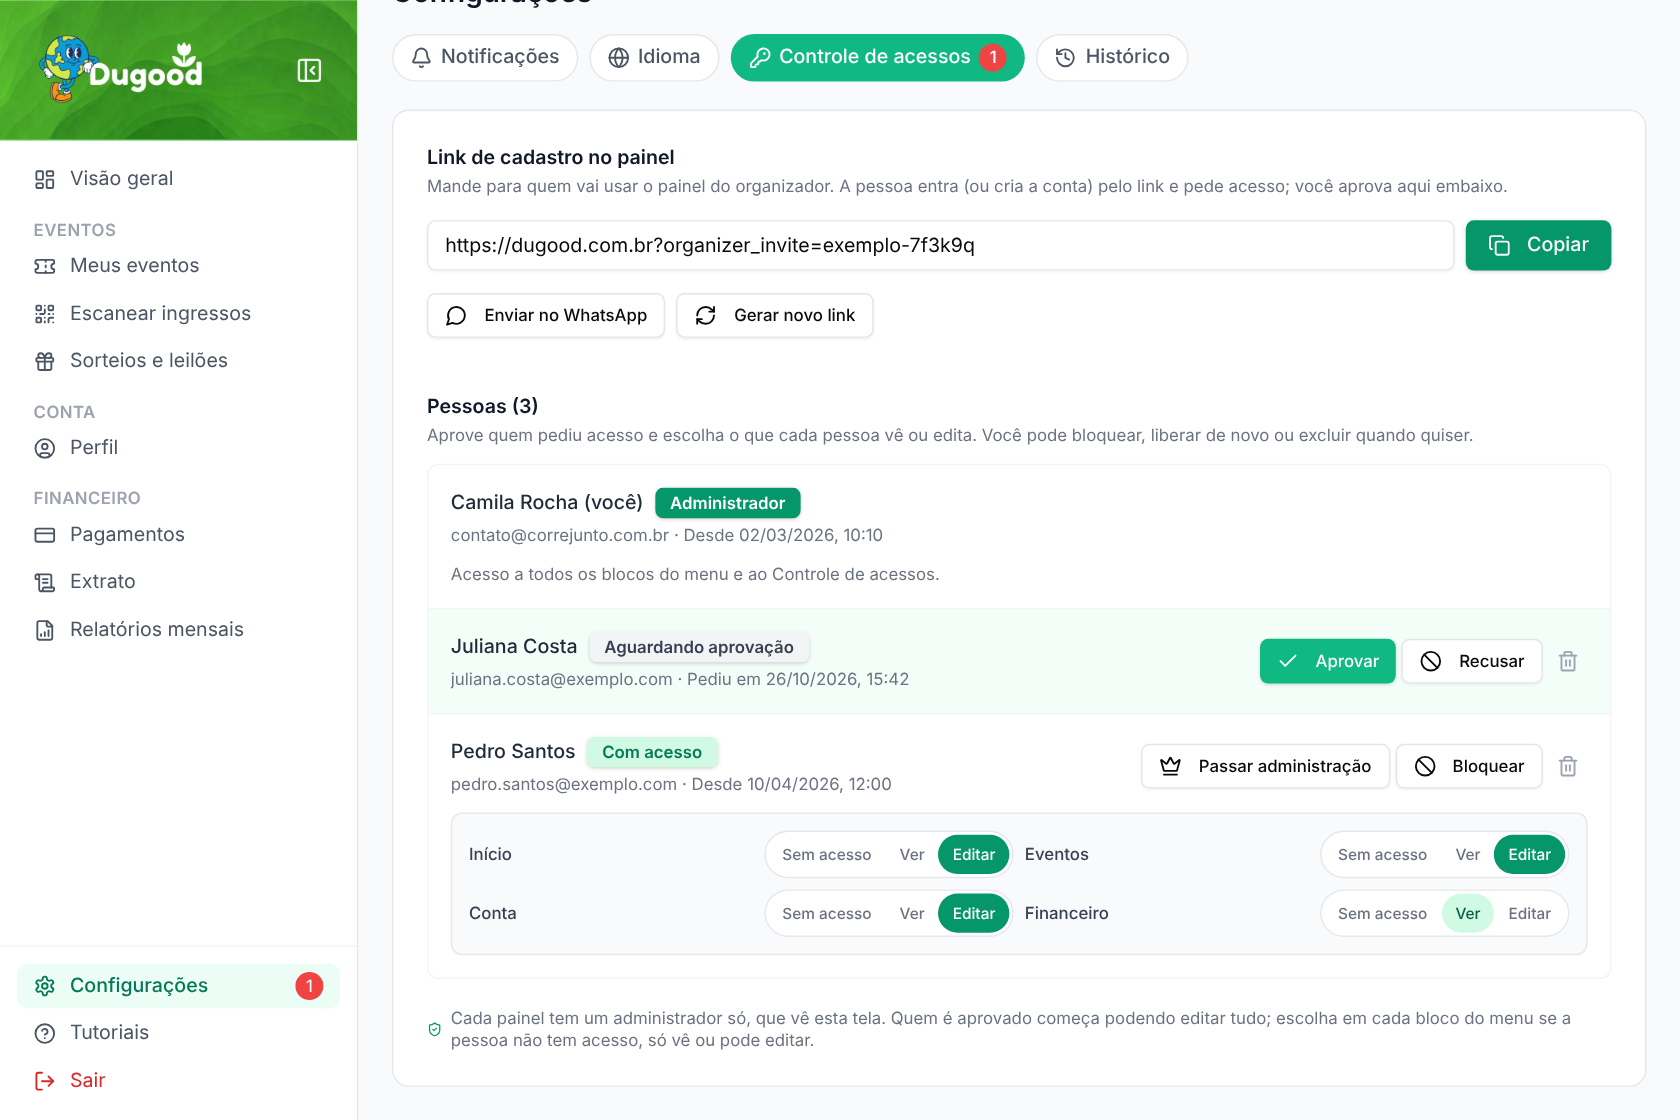 Dugood
Visão geral
EVENTOS
Meus eventos
Escanear ingressos
Sorteios e leilões
CONTA
Perfil
FINANCEIRO
Pagamentos
Extrato
Relatórios mensais
Configurações 1
Tutoriais
Sair
Configurações
Notificações
Idioma
Controle de acessos 1
Histórico
Link de cadastro no painel
Mande para quem vai usar o painel do organizador. A pessoa entra (ou cria a conta) pelo link e pede acesso; você aprova aqui embaixo.
https://dugood.com.br?organizer_invite=exemplo-7f3k9q
Copiar
Enviar no WhatsApp
Gerar novo link
Pessoas (3)
Aprove quem pediu acesso e escolha o que cada pessoa vê ou edita. Você pode bloquear, liberar de novo ou excluir quando quiser.
Camila Rocha (você) Administrador
contato@correjunto.com.br · Desde 02/03/2026, 10:10
Acesso a todos os blocos do menu e ao Controle de acessos.
Juliana Costa Aguardando aprovação
juliana.costa@exemplo.com · Pediu em 26/10/2026, 15:42
Aprovar
Recusar
Pedro Santos Com acesso
pedro.santos@exemplo.com · Desde 10/04/2026, 12:00
Passar administração
Bloquear
Início Sem acesso Ver Editar
Eventos Sem acesso Ver Editar
Conta Sem acesso Ver Editar
Financeiro Sem acesso Ver Editar
Cada painel tem um administrador só, que vê esta tela. Quem é aprovado começa podendo editar tudo; escolha em cada bloco do menu se a
pessoa não tem acesso, só vê ou pode editar.